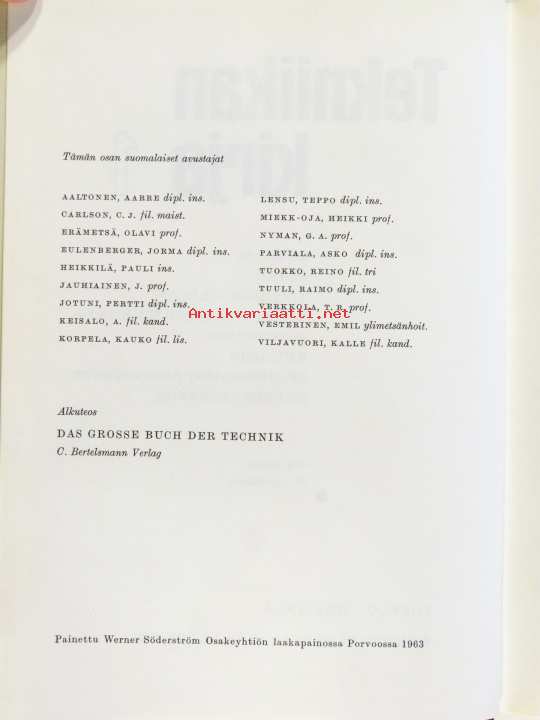 Tekniikan
kirja
Tämän osan suomalaiset avustajat
AALTONEN, AARRE dipl. ins.
CARLSON, C. J. fil. maist.
ERÄMETSÄ, OLAVI prof.
EULENBERGER, JORMA dipl. ins.
HEIKKILÄ, PAULI ins.
JAUHIAINEN, J. prof.
JOTUNI, PERTTI dipl. ins.
KEISALO, A. fil. kand.
KORPELA, KAUKO fil. lis.
LENSU, TEPPO dipl. ins.
MIEKK-OJA, HEIKKI prof.
NYMAN, G. A. prof.
PARVIALA, ASKO dipl. ins.
TUOKKO, REINO fil. tri
TUULI, RAIMO dipl. ins.
VERKKOLA, T. R. prof.
VESTERINEN, EMIL ylimetsänhoit.
VILJAVUORI, KALLE fil. kand.
Antikvariaatti.net
Alkuteos
DAS GROSSE BUCH DER TECHNIK
C. Bertelsmann Verlag
Painettu Werner Söderström Osakeyhtiön laakapainossa Porvoossa 1963